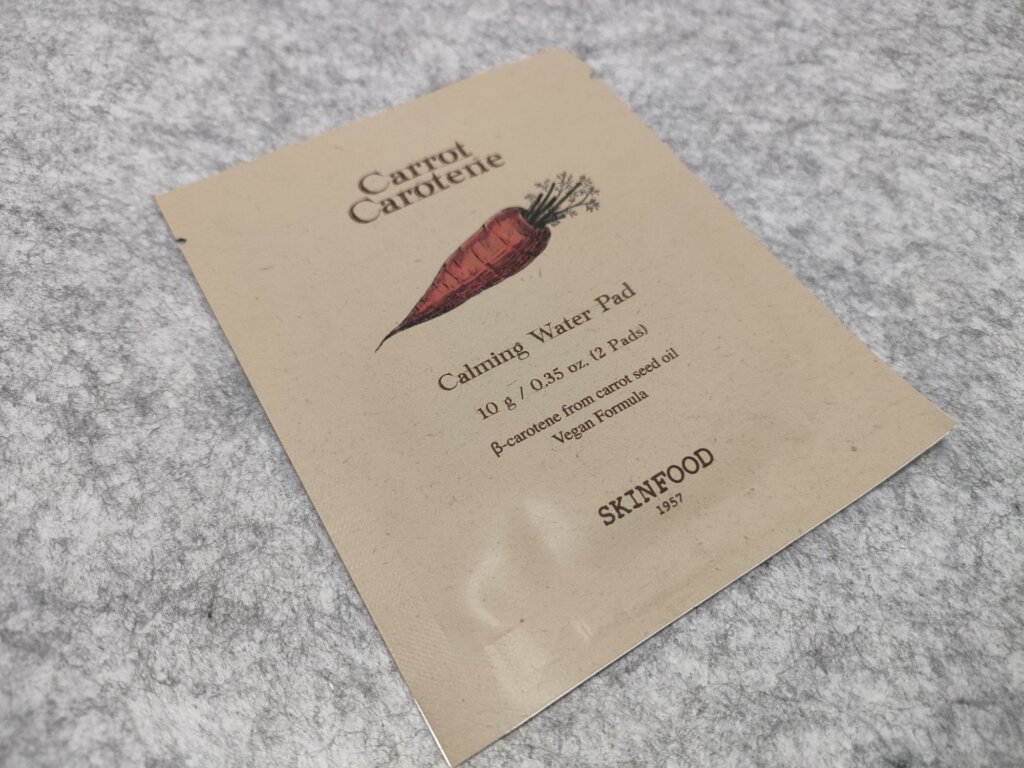 Carrot
Carotene
Calming Water Pad
10 g / 0.35 oz. (2 Pads)
β-carotene from carrot seed oil
Vegan Formula
SKINFOOD
1957